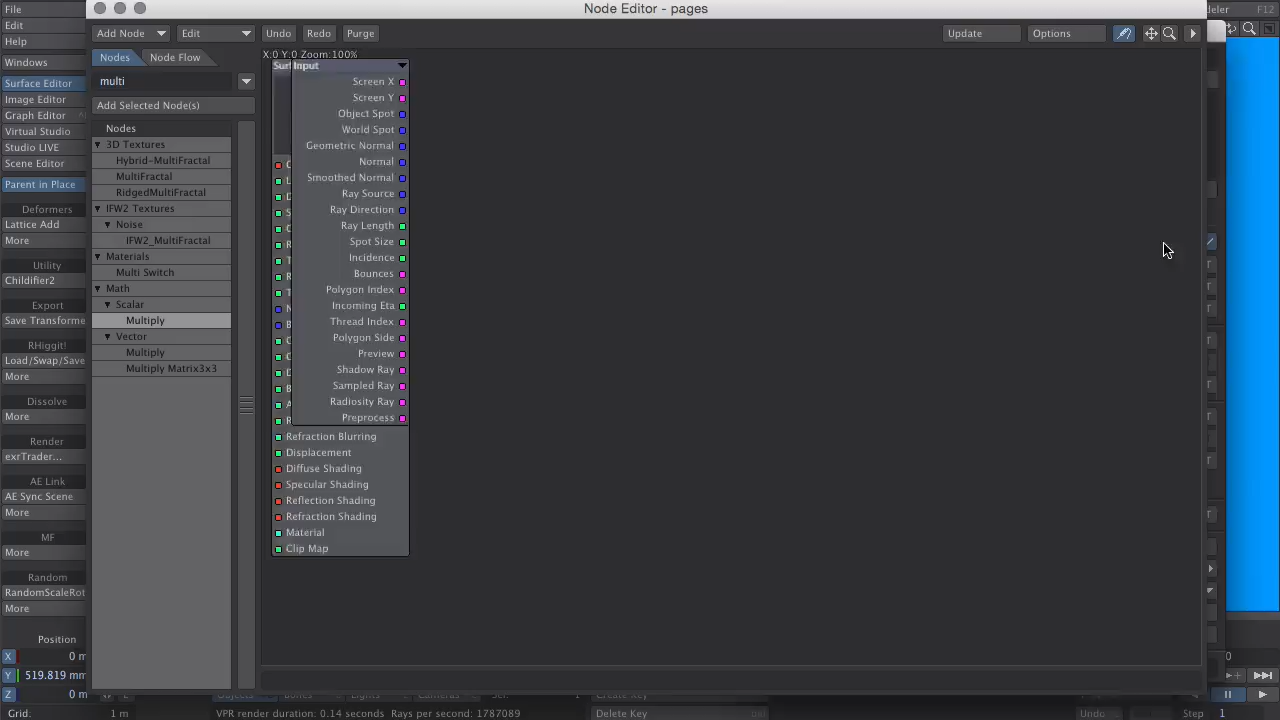 File
Edit
Help
Windows
Surface Editor
Image Editor
Graph Editor
Virtual Studio
Studio LIVE
Scene Editor
Parent in Place
Deformers
Lattice Add
More
Utility
Childifier2
Export
Save Transforme
RHiggit!
Load/Swap/Save
More
Dissolve
More
Render
exrTrader...
AE Link
AE Sync Scene
More
MF
More
Random
RandomScaleRot
More
Position
X 0 m
Y 519.819 mm
Z 0 m
Grid: 1 m
Node Editor - pages
Add Node
Edit
Undo
Redo
Purge
Update
Options
Nodes
Node Flow
X:0 Y:0 Zoom:100%
multi
Add Selected Node(s)
Nodes
3D Textures
Hybrid-MultiFractal
MultiFractal
RidgedMultiFractal
IFW2 Textures
Noise
IFW2_MultiFractal
Materials
Multi Switch
Math
Scalar
Multiply
Vector
Multiply
Multiply Matrix3x3
Input
Screen X
Screen Y
Object Spot
World Spot
Geometric Normal
Normal
Smoothed Normal
Ray Source
Ray Direction
Ray Length
Spot Size
Incidence
Bounces
Polygon Index
Incoming Eta
Thread Index
Polygon Side
Preview
Shadow Ray
Sampled Ray
Radiosity Ray
Preprocess
Refraction Blurring
Displacement
Diffuse Shading
Specular Shading
Reflection Shading
Refraction Shading
Material
Clip Map
deler F12
VPR render duration: 0.14 seconds Rays per second: 1787089
Create Key
Delete Key
Undo
Step 1